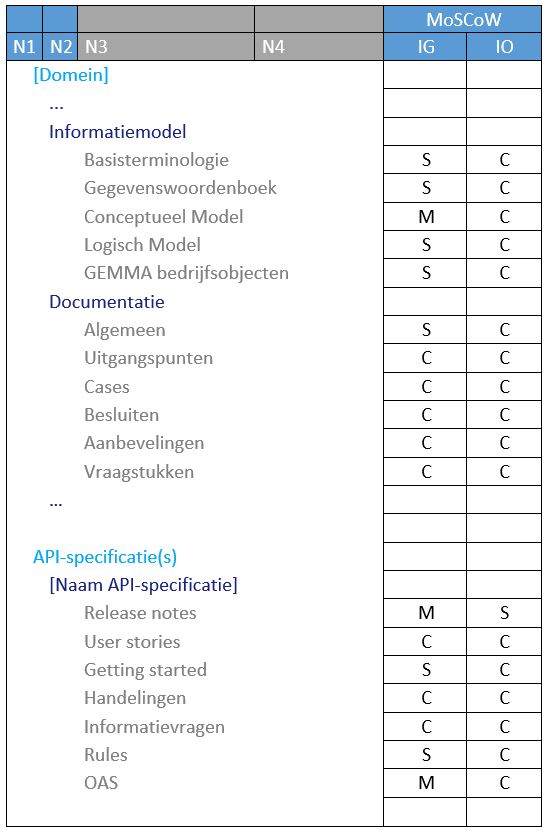 MoSCoW
N1 N2 N3 N4 IG IO
[Domein]
...
Informatiemodel
Basisterminologie S C
Gegevenswoordenboek S C
Conceptueel Model M C
Logisch Model S C
GEMMA bedrijfsobjecten S C
Documentatie
Algemeen S C
Uitgangspunten C C
Cases C C
Besluiten C C
Aanbevelingen C C
Vraagstukken C C
...
API-specificatie(s)
[Naam API-specificatie]
Release notes M S
User stories C C
Getting started S C
Handelingen C C
Informatievragen C C
Rules S C
OAS M C